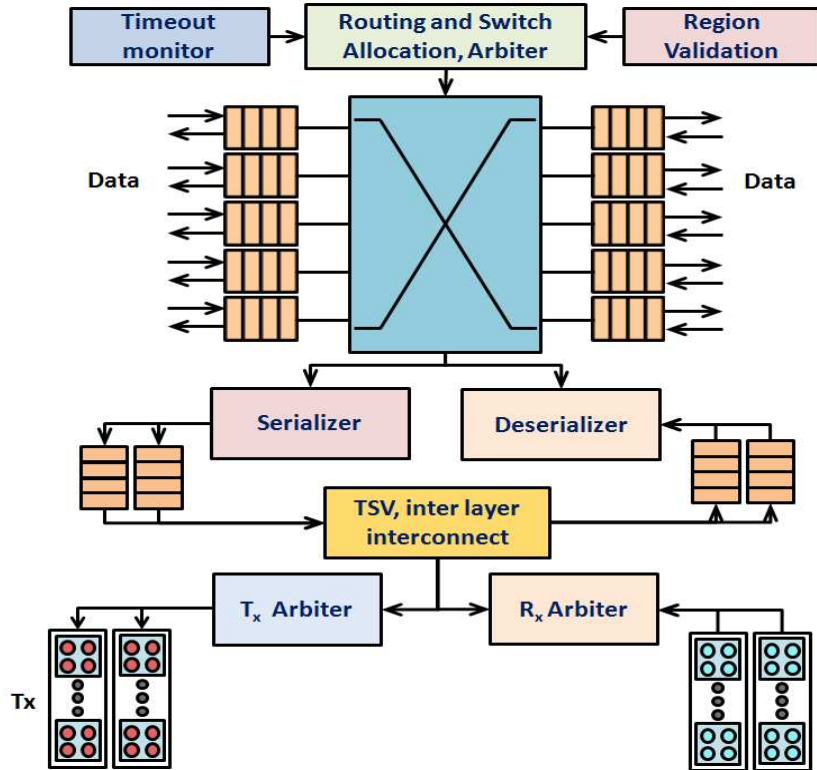 Timeout
monitor
Routing and Switch
Allocation, Arbiter
Region
Validation
Data
Data
Serializer
Deserializer
TSV, inter layer
interconnect
Tx Arbiter
Rx Arbiter
Tx